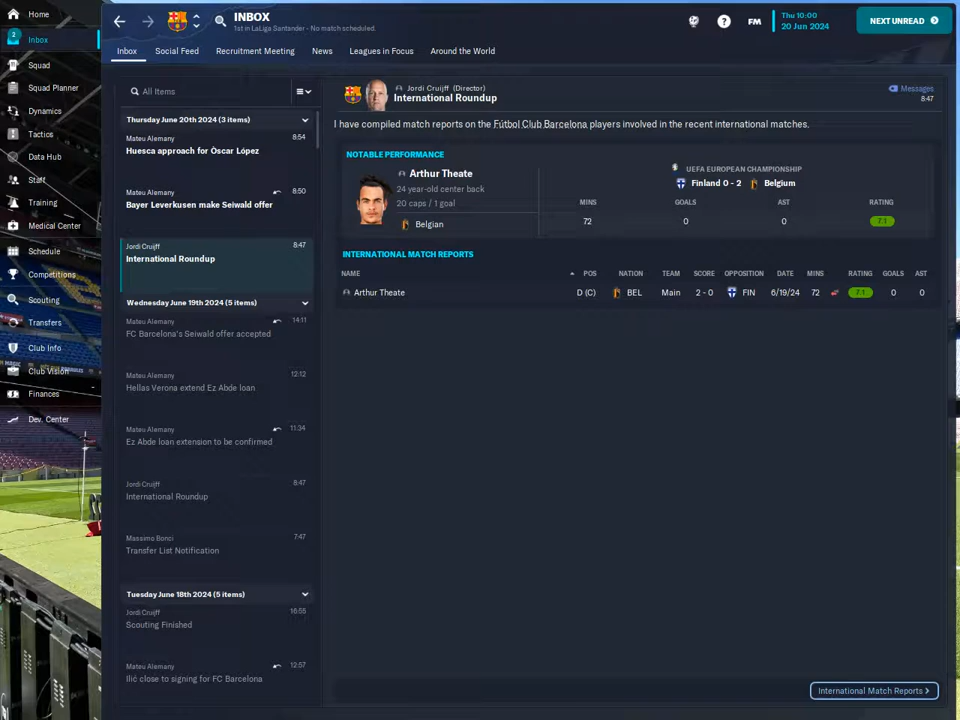 Home
2
Inbox
Squad
Squad Planner
Dynamics
Tactics
Data Hub
Staff
Training
Medical Center
Schedule
Competitions
Scouting
Transfers
Club Info
Club Vision
Finances
Dev. Center
INBOX
1st in LaLiga Santander - No match scheduled.
?
FM
Thu 10:00
20 Jun 2024
NEXT UNREAD
Inbox
Social Feed
Recruitment Meeting
News
Leagues in Focus
Around the World
All Items
Thursday June 20th 2024 (3 items)
Mateu Alemany 8:54
Huesca approach for Òscar López
Mateu Alemany 8:50
Bayer Leverkusen make Seiwald offer
Jordi Cruijff 8:47
International Roundup
Wednesday June 19th 2024 (5 items)
Mateu Alemany 14:11
FC Barcelona's Seiwald offer accepted
Mateu Alemany 12:12
Hellas Verona extend Ez Abde loan
Mateu Alemany 11:34
Ez Abde loan extension to be confirmed
Jordi Cruijff 8:47
International Roundup
Massimo Bonci 7:47
Transfer List Notification
Tuesday June 18th 2024 (5 items)
Jordi Cruijff 16:55
Scouting Finished
Mateu Alemany 12:57
Ilić close to signing for FC Barcelona
Jordi Cruijff (Director)
International Roundup
Messages
8:47
I have compiled match reports on the Fútbol Club Barcelona players involved in the recent international matches.
NOTABLE PERFORMANCE
Arthur Theate
24 year-old center back
20 caps / 1 goal
Belgian
UEFA EUROPEAN CHAMPIONSHIP
Finland 0 - 2 Belgium
MINS GOALS AST RATING
72 0 0 7.1
INTERNATIONAL MATCH REPORTS
NAME POS NATION TEAM SCORE OPPOSITION DATE MINS RATING GOALS AST
Arthur Theate D (C) BEL Main 2 - 0 FIN 6/19/24 72 7.1 0 0
International Match Reports >